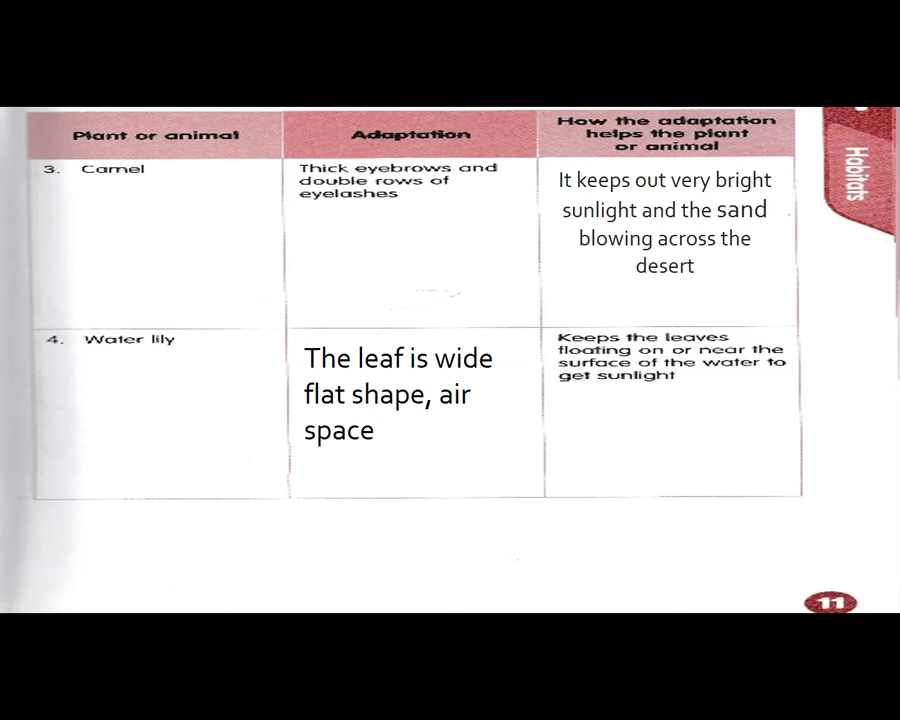 Plant or animal
Adaptation
How the adaptation
helps the plant
or animal
3. Camel
Thick eyebrows and
double rows of
eyelashes
It keeps out very bright
sunlight and the sand
blowing across the
desert
4. Water lily
The leaf is wide
flat shape, air
space
Keeps the leaves
floating on or near the
surface of the water to
get sunlight
Habitats
11